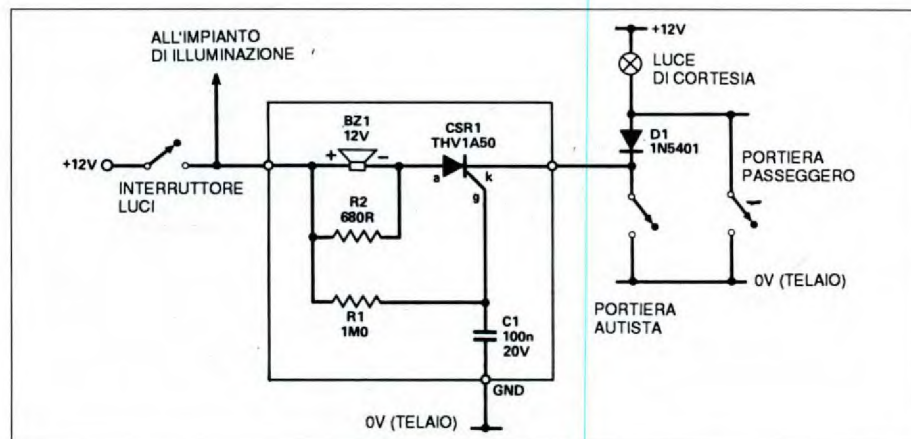 ALL'IMPIANTO
DI ILLUMINAZIONE
+12V
INTERRUTTORE
LUCI
BZ1
12V
+
-
CSR1
THV1A50
a
k
g
R2
680R
R1
1M0
C1
100n
20V
GND
0V (TELAIO)
+12V
LUCE
DI CORTESIA
D1
1N5401
PORTIERA
PASSEGGERO
0V (TELAIO)
PORTIERA
AUTISTA